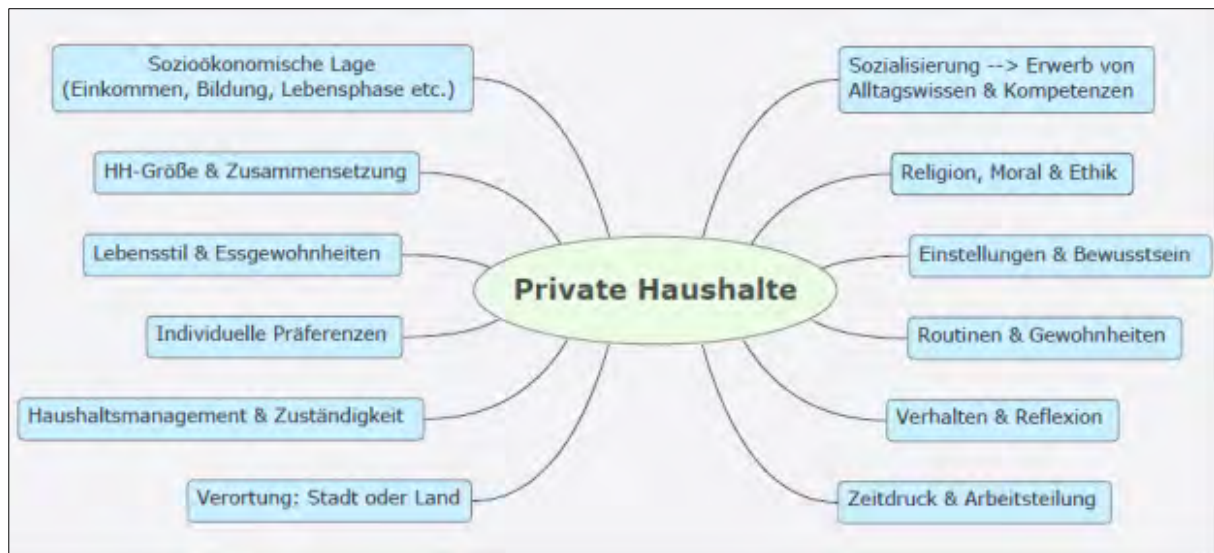 Sozioökonomische Lage
(Einkommen, Bildung, Lebensphase etc.)
HH-Größe & Zusammensetzung
Lebensstil & Essgewohnheiten
Individuelle Präferenzen
Haushaltsmanagement & Zuständigkeit
Verortung: Stadt oder Land
Private Haushalte
Sozialisierung --> Erwerb von
Alltagswissen & Kompetenzen
Religion, Moral & Ethik
Einstellungen & Bewusstsein
Routinen & Gewohnheiten
Verhalten & Reflexion
Zeitdruck & Arbeitsteilung